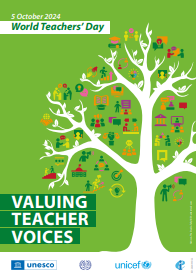 5 October 2024
World Teachers' Day
VALUING
TEACHER
VOICES
unesco
unicef